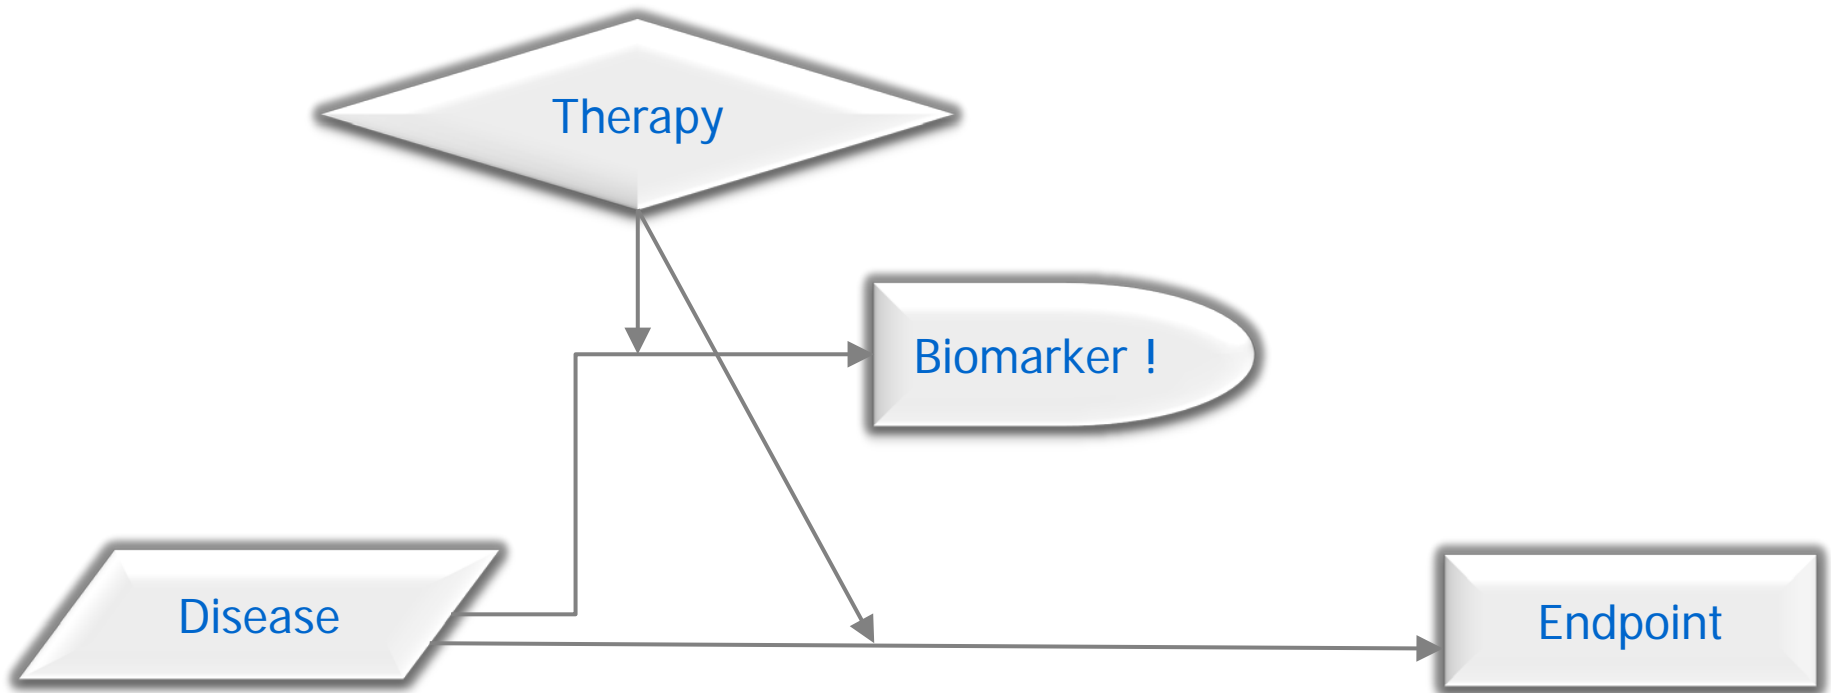 Therapy
Biomarker !
Disease
Endpoint